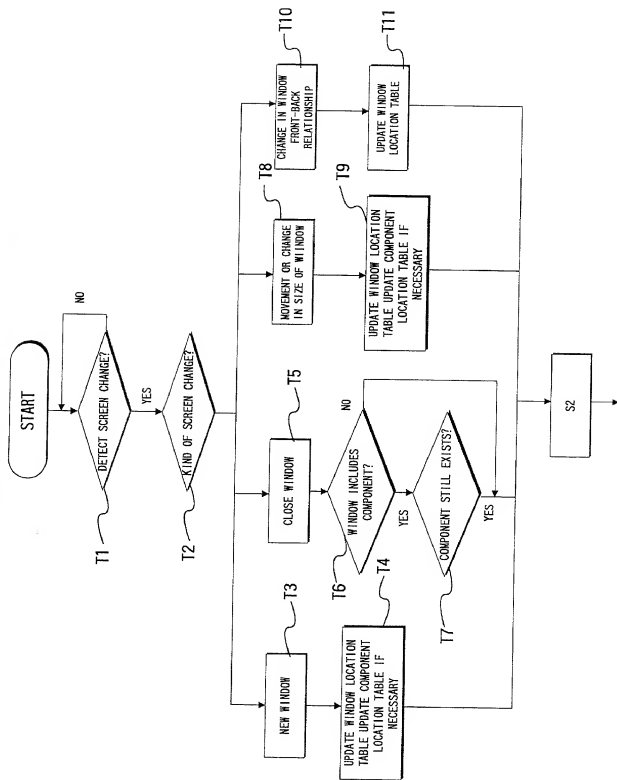 START
DETECT SCREEN CHANGE?
NO
T1
YES
KIND OF SCREEN CHANGE?
T2
NEW WINDOW
T3
UPDATE WINDOW LOCATION
TABLE UPDATE COMPONENT
LOCATION TABLE IF
NECESSARY
T4
CLOSE WINDOW
T5
WINDOW INCLUDES
COMPONENT?
T6
NO
YES
COMPONENT STILL EXISTS?
T7
YES
MOVEMENT OR CHANGE
IN SIZE OF WIINDOW
T8
UPDATE WINDOW LOCATION
TABLE UPDATE COMPONENT
LOCATION TABLE IF
NECESSARY
T9
CHANGE IN WINDOW
FRONT-BACK
RELATIONSHIP
T10
UPDATE WINDOW
LOCATION TABLE
T11
S2